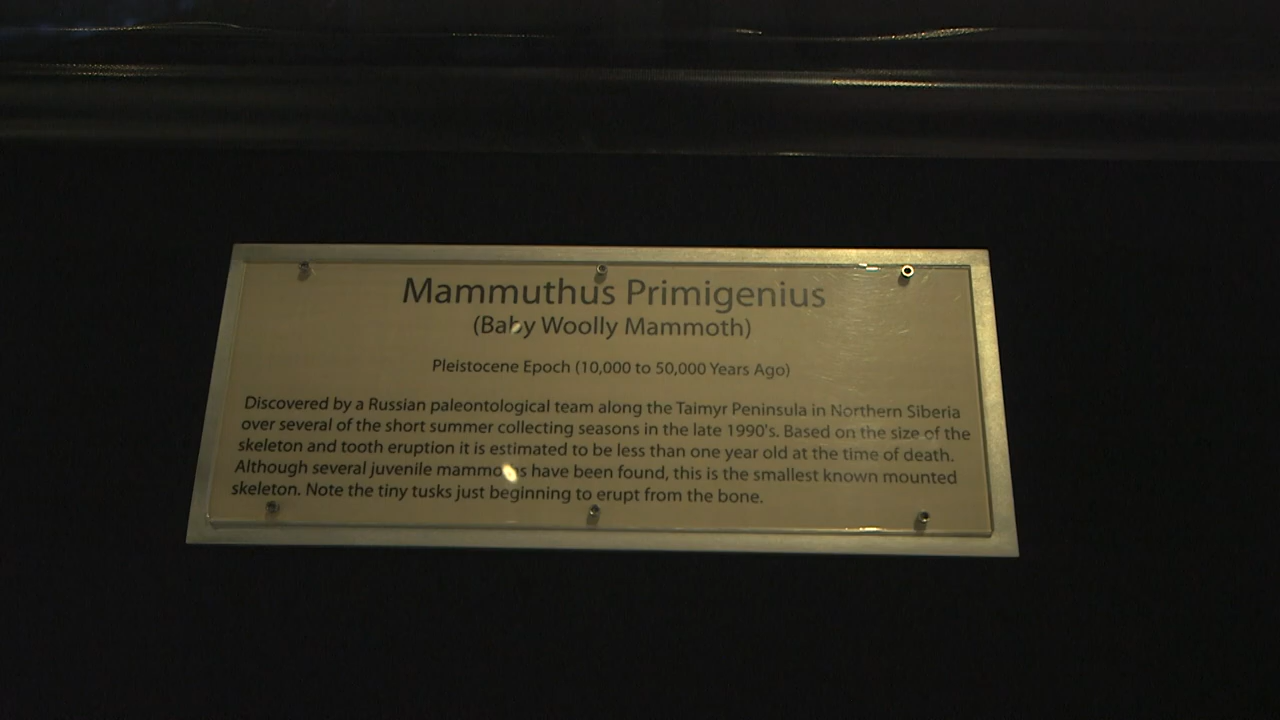 Mammuthus Primigenius
(Baby Woolly Mammoth)
Pleistocene Epoch (10,000 to 50,000 Years Ago)
Discovered by a Russian paleontological team along the Taimyr Peninsula in Northern Siberia
over several of the short summer collecting seasons in the late 1990's. Based on the size of the
skeleton and tooth eruption it is estimated to be less than one year old at the time of death.
Although several juvenile mammoths have been found, this is the smallest known mounted
skeleton. Note the tiny tusks just beginning to erupt from the bone.